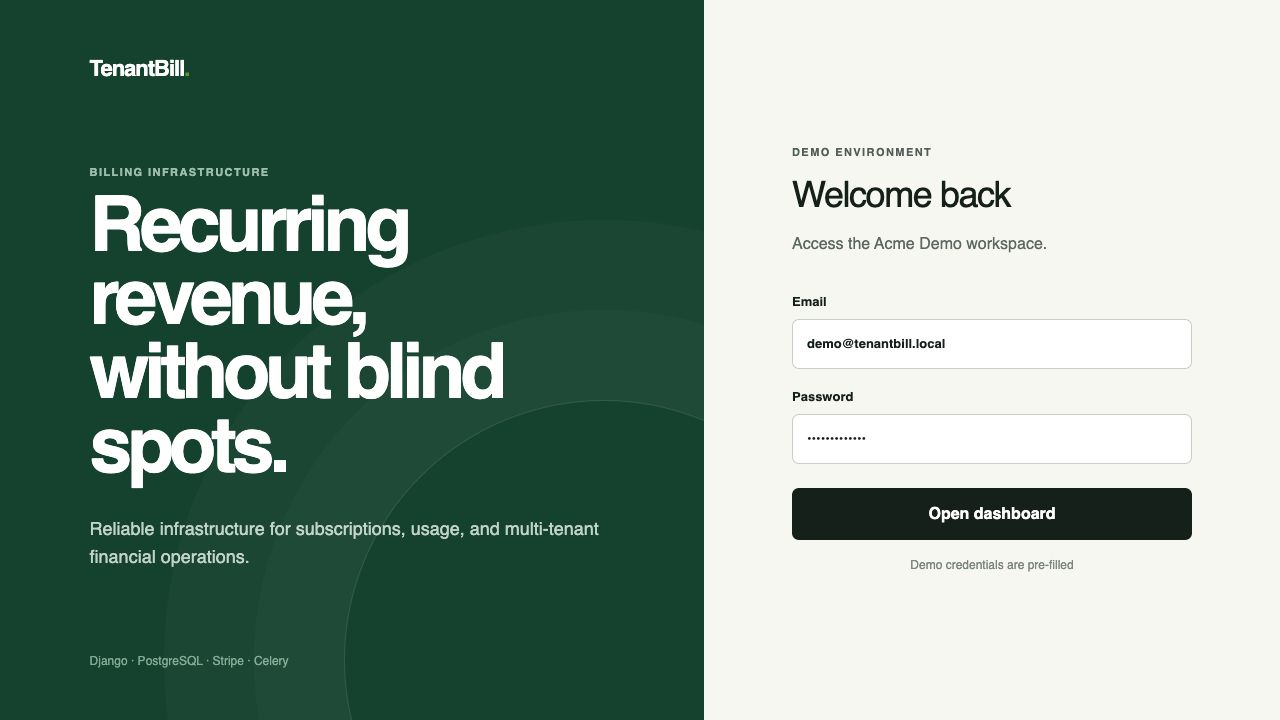 TenantBill.
BILLING INFRASTRUCTURE
Recurring
revenue,
without blind
spots.
Reliable infrastructure for subscriptions, usage, and multi-tenant
financial operations.
Django · PostgreSQL · Stripe · Celery
DEMO ENVIRONMENT
Welcome back
Access the Acme Demo workspace.
Email
demo@tenantbill.local
Password
•••••••••••••
Open dashboard
Demo credentials are pre-filled